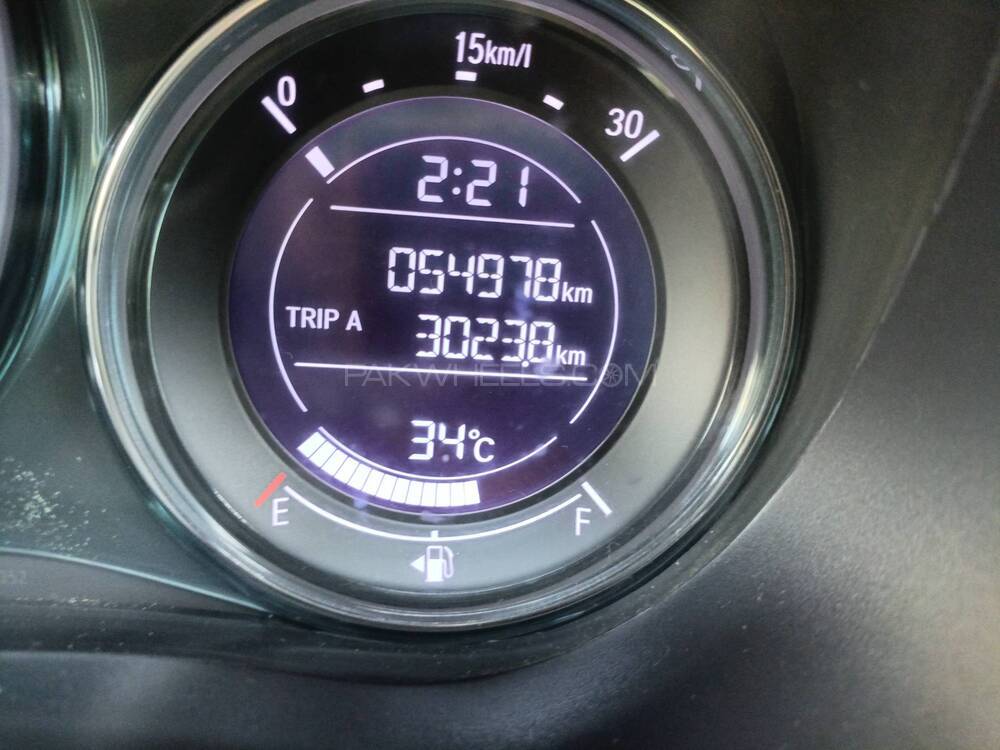 15km/l
0
30
2:21
054978km
TRIP A
3023.8km
PAKWHEELS.COM
34°C
E
F